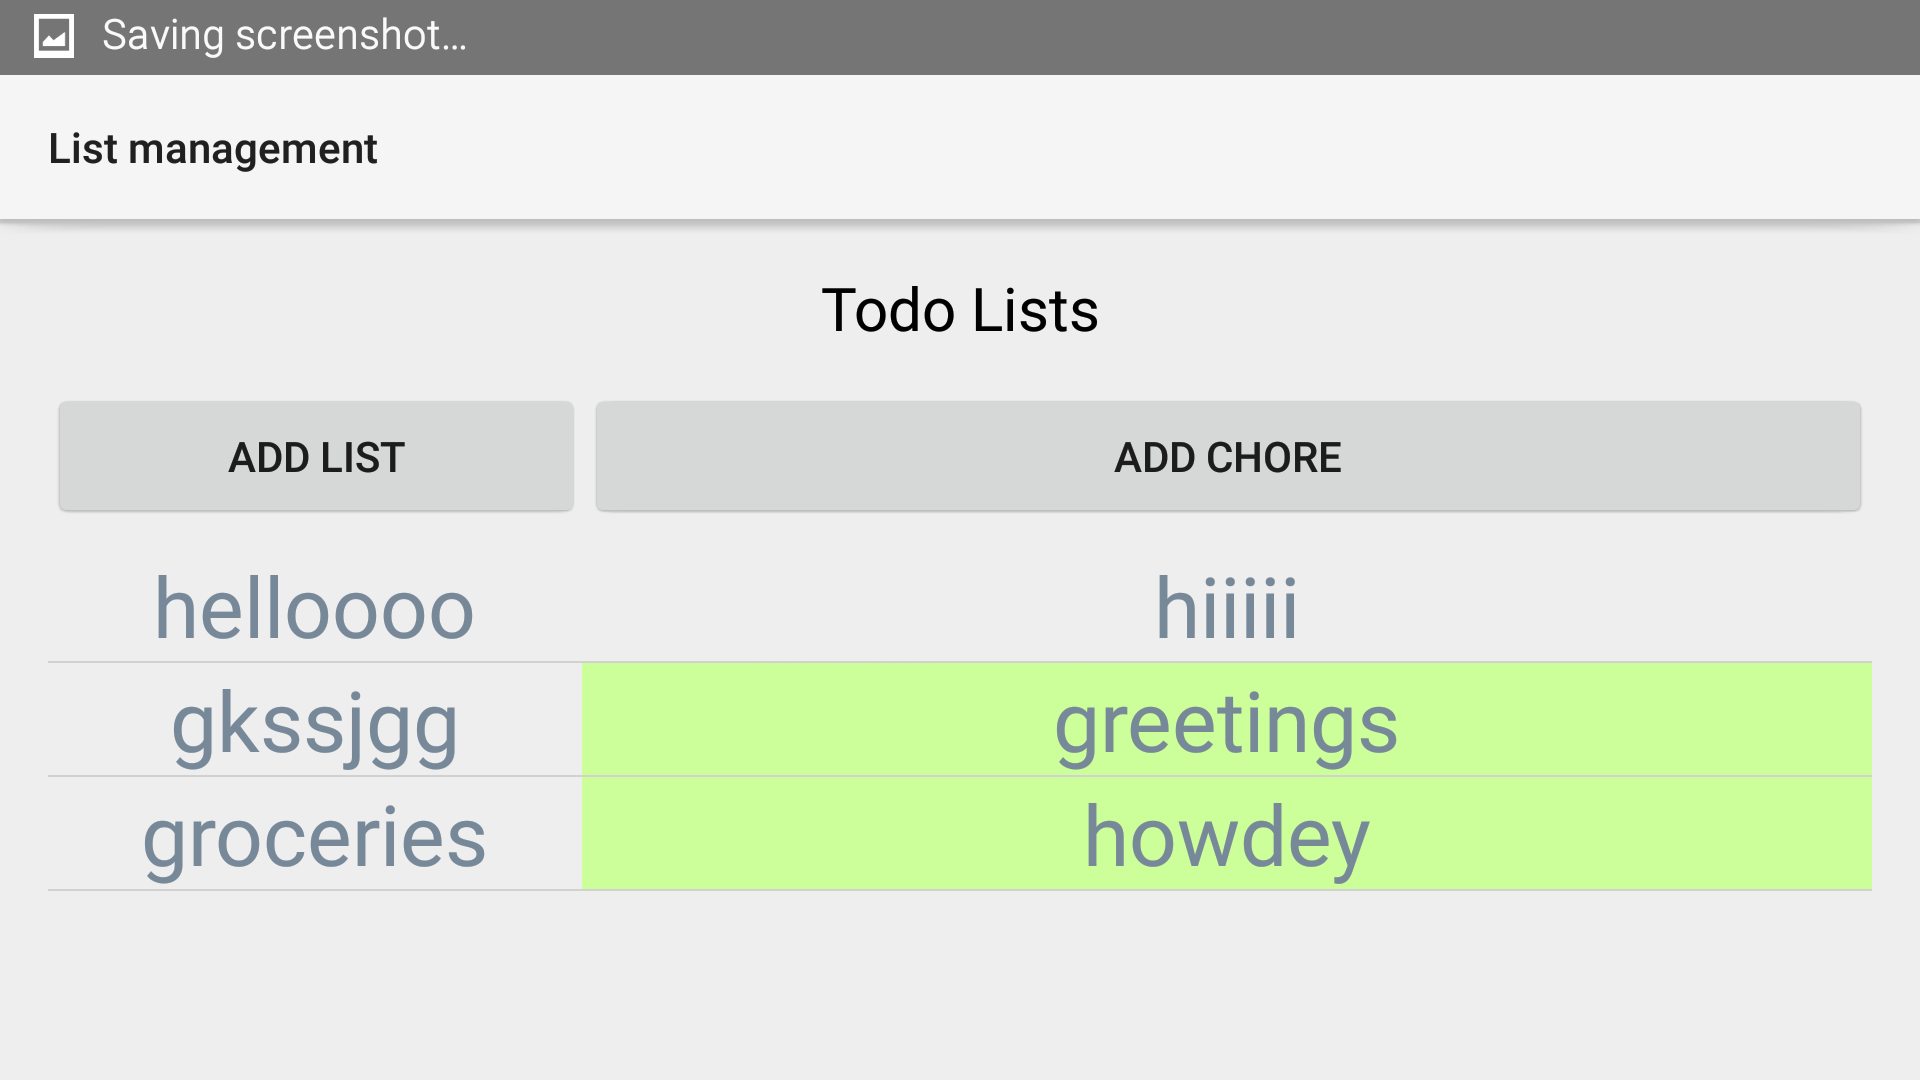 Saving screenshot...
List management
Todo Lists
ADD LIST ADD CHORE
helloooo hiiiii
gkssjgg greetings
groceries howdey